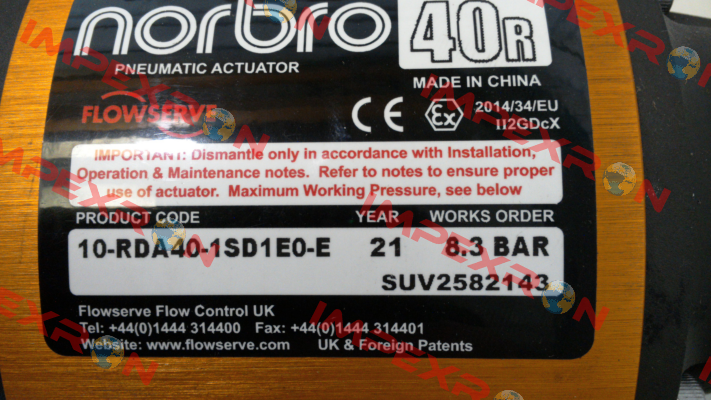 norbro 40R
PNEUMATIC ACTUATOR
MADE IN CHINA
FLOWSERVE
CE Ex 2014/34/EU
II2GDcX
IMPORTANT: Dismantle only in accordance with Installation,
Operation & Maintenance notes. Refer to notes to ensure proper
use of actuator. Maximum Working Pressure, see below
PRODUCT CODE YEAR WORKS ORDER
10-RDA40-1SD1E0-E 21 8.3 BAR
SUV2582143
Flowserve Flow Control UK
Tel: +44(0)1444 314400 Fax: +44(0)1444 314401
Website: www.flowserve.com UK & Foreign Patents
IMPEXRON